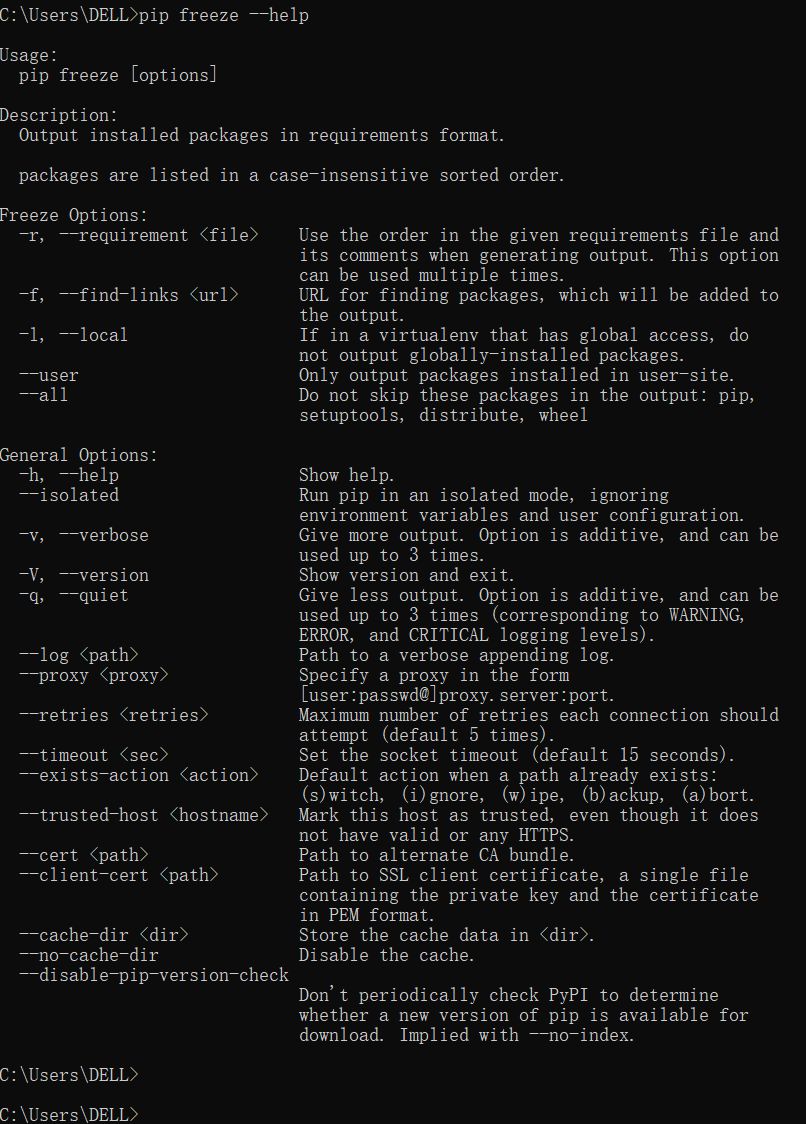 C:\Users\DELL>pip freeze --help
Usage:
pip freeze [options]
Description:
Output installed packages in requirements format.
packages are listed in a case-insensitive sorted order.
Freeze Options:
-r, --requirement <file> Use the order in the given requirements file and
its comments when generating output. This option
can be used multiple times.
-f, --find-links <url> URL for finding packages, which will be added to
the output.
-l, --local If in a virtualenv that has global access, do
not output globally-installed packages.
--user Only output packages installed in user-site.
--all Do not skip these packages in the output: pip,
setuptools, distribute, wheel
General Options:
-h, --help Show help.
--isolated Run pip in an isolated mode, ignoring
environment variables and user configuration.
-v, --verbose Give more output. Option is additive, and can be
used up to 3 times.
-V, --version Show version and exit.
-q, --quiet Give less output. Option is additive, and can be
used up to 3 times (corresponding to WARNING,
ERROR, and CRITICAL logging levels).
--log <path> Path to a verbose appending log.
--proxy <proxy> Specify a proxy in the form
[user:passwd@]proxy.server:port.
--retries <retries> Maximum number of retries each connection should
attempt (default 5 times).
--timeout <sec> Set the socket timeout (default 15 seconds).
--exists-action <action> Default action when a path already exists:
(s)witch, (i)gnore, (w)ipe, (b)ackup, (a)bort.
--trusted-host <hostname> Mark this host as trusted, even though it does
not have valid or any HTTPS.
--cert <path> Path to alternate CA bundle.
--client-cert <path> Path to SSL client certificate, a single file
containing the private key and the certificate
in PEM format.
--cache-dir <dir> Store the cache data in <dir>.
--no-cache-dir Disable the cache.
--disable-pip-version-check
Don't periodically check PyPI to determine
whether a new version of pip is available for
download. Implied with --no-index.
C:\Users\DELL>
C:\Users\DELL>